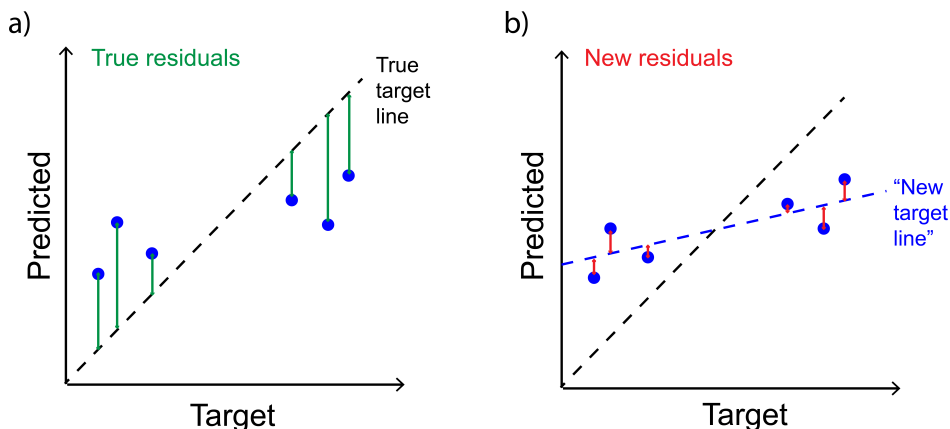 a)
True residuals
True
target
line
Predicted
Target
b)
New residuals
“New
target
line”
Predicted
Target